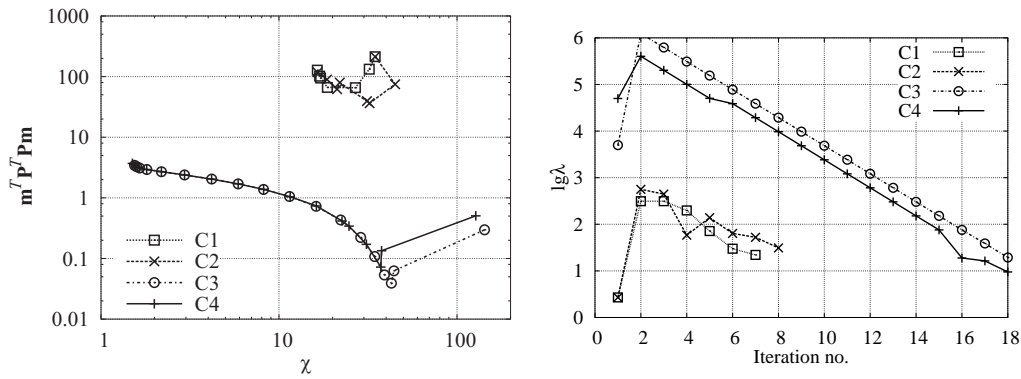 1000
100
10
1
0.1
0.01
m^T P^T Pm
C1
C2
C3
C4
1 10 100
χ
6
5
4
3
2
1
0
lgλ
C1
C2
C3
C4
0 2 4 6 8 10 12 14 16 18
Iteration no.